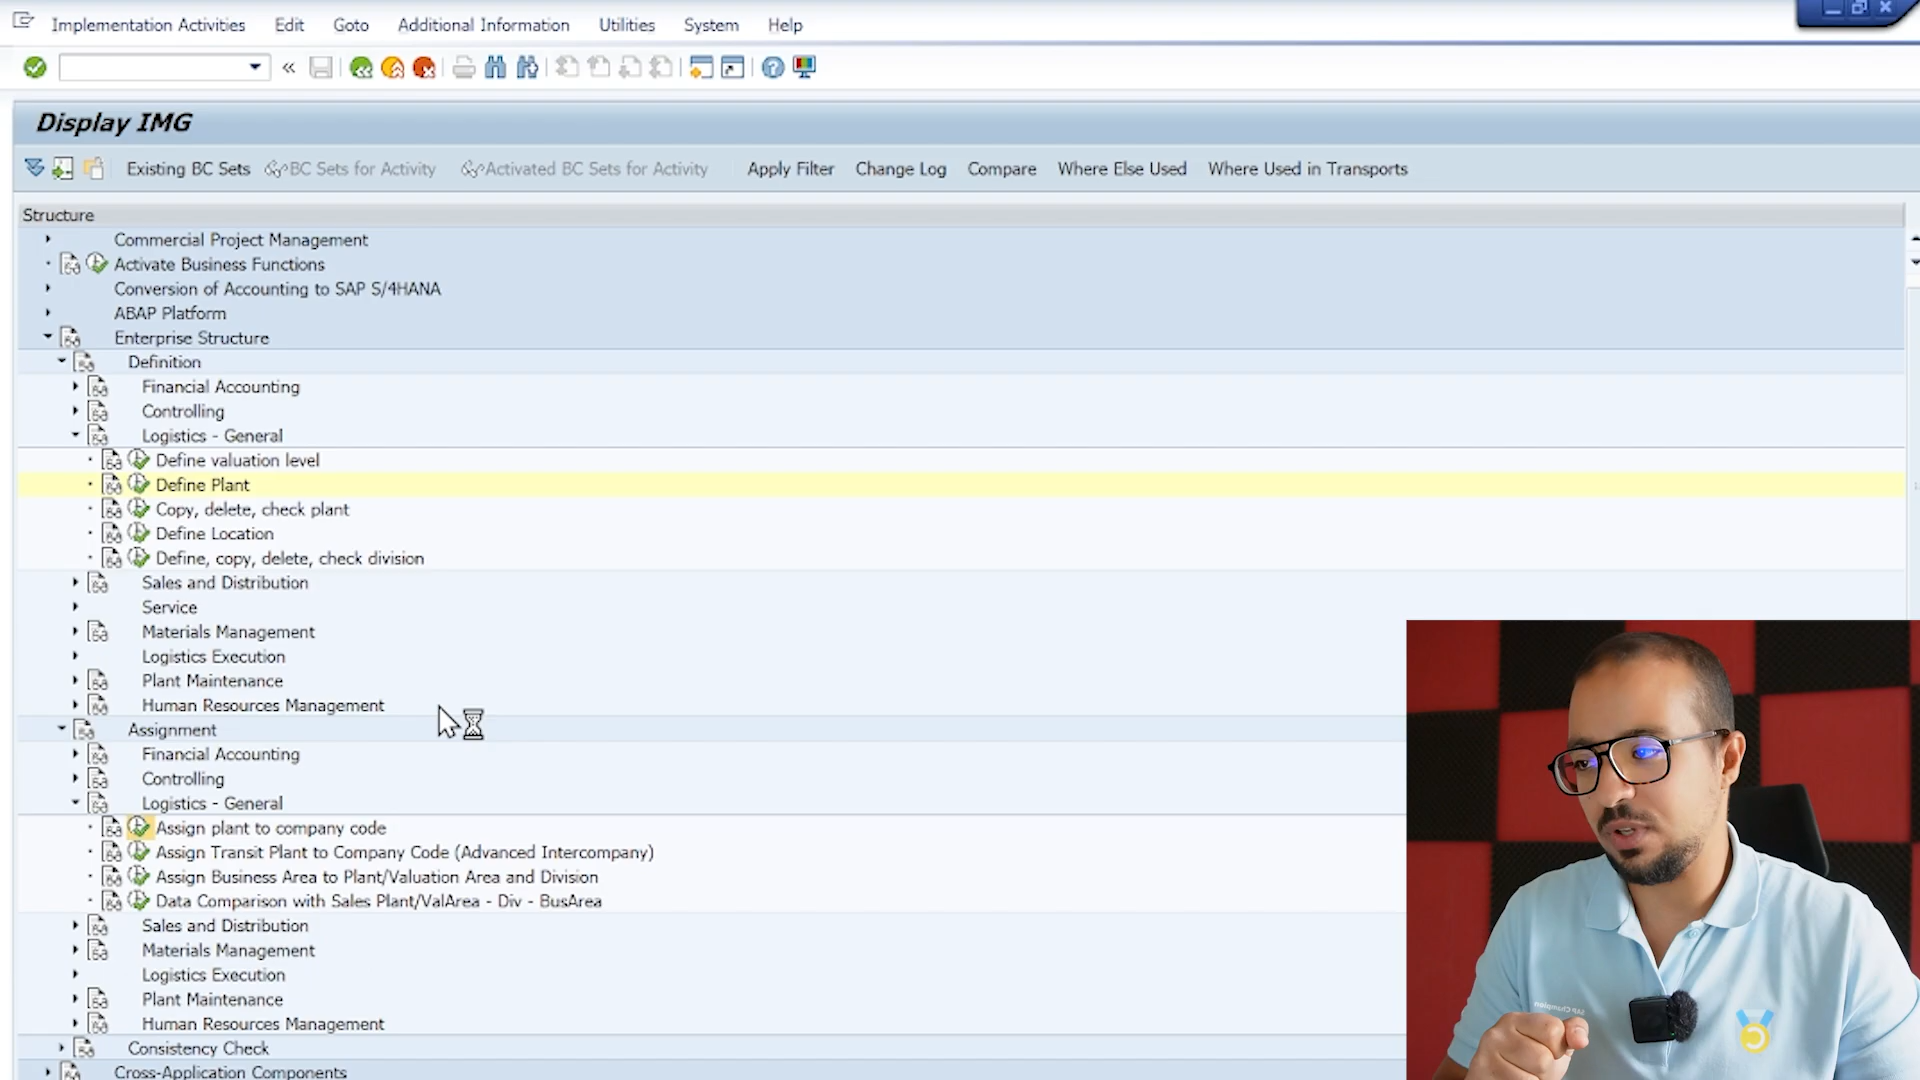 Implementation Activities Edit Goto Additional Information Utilities System Help
Display IMG
Existing BC Sets BC Sets for Activity Activated BC Sets for Activity Apply Filter Change Log Compare Where Else Used Where Used in Transports
Structure
Commercial Project Management
Activate Business Functions
Conversion of Accounting to SAP S/4HANA
ABAP Platform
Enterprise Structure
Definition
Financial Accounting
Controlling
Logistics - General
Define valuation level
Define Plant
Copy, delete, check plant
Define Location
Define, copy, delete, check division
Sales and Distribution
Service
Materials Management
Logistics Execution
Plant Maintenance
Human Resources Management
Assignment
Financial Accounting
Controlling
Logistics - General
Assign plant to company code
Assign Transit Plant to Company Code (Advanced Intercompany)
Assign Business Area to Plant/Valuation Area and Division
Data Comparison with Sales Plant/ValArea - Div - BusArea
Sales and Distribution
Materials Management
Logistics Execution
Plant Maintenance
Human Resources Management
Consistency Check
Cross-Application Components